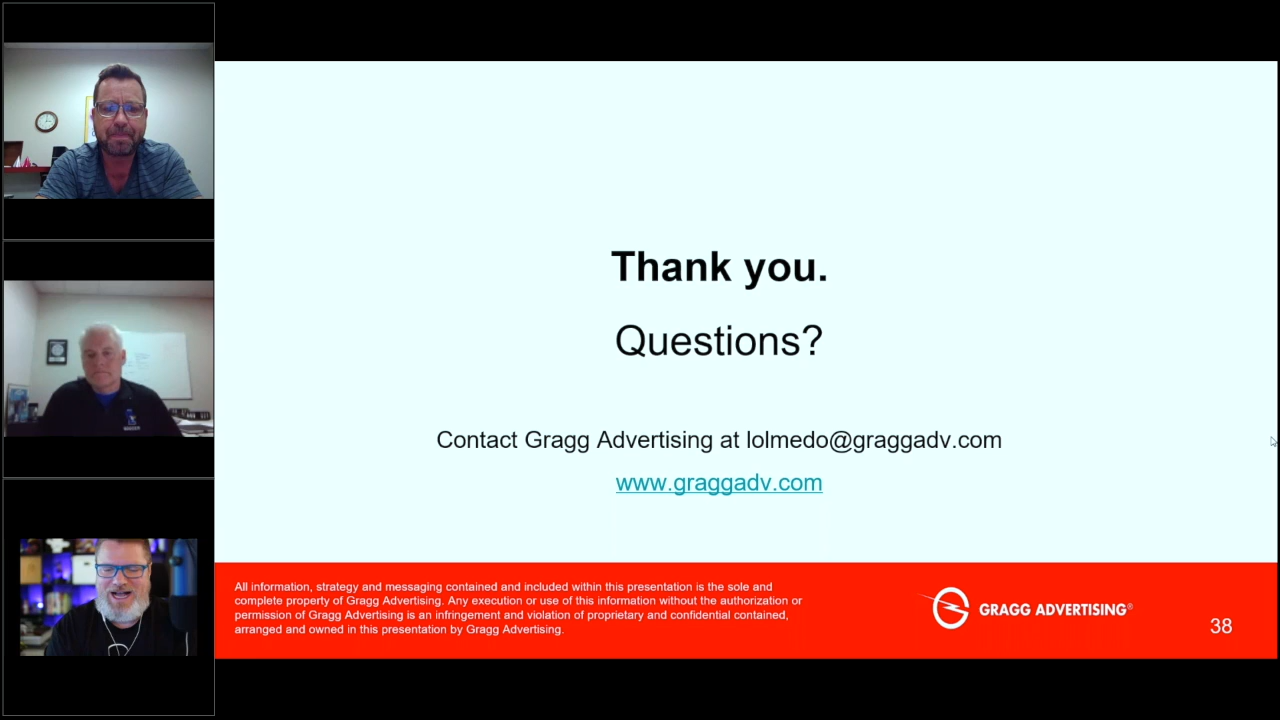 Thank you.
Questions?
Contact Gragg Advertising at lolmedo@graggadv.com
www.graggadv.com
All information, strategy and messaging contained and included within this presentation is the sole and
complete property of Gragg Advertising. Any execution or use of this information without the authorization or
permission of Gragg Advertising is an infringement and violation of proprietary and confidential contained,
arranged and owned in this presentation by Gragg Advertising.
GRAGG ADVERTISING®
38